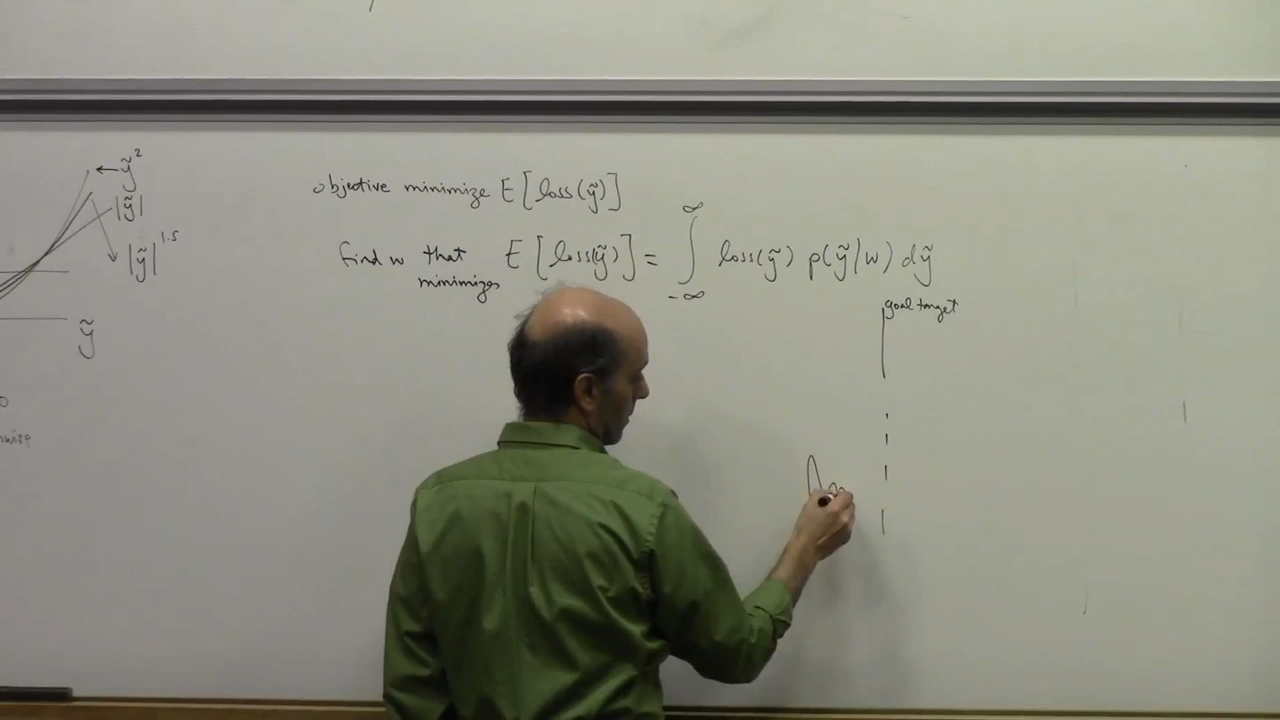 ỹ²
|ỹ|
|ỹ|^1.5
ỹ
objective minimize E[loss(ỹ)]
find w that minimizes E[loss(ỹ)] = ∫_{-∞}^{∞} loss(ỹ) p(ỹ|w) dỹ
goal target